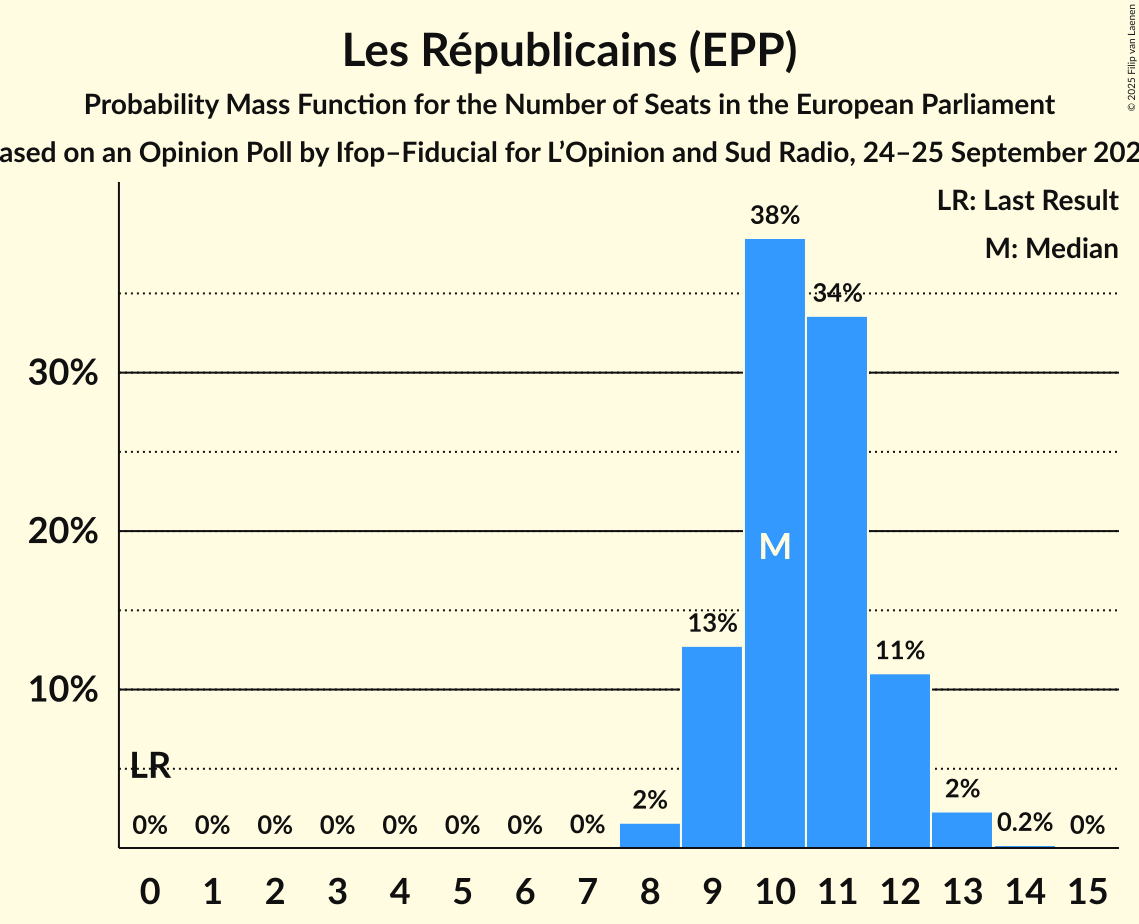 Les Républicains (EPP)
Probability Mass Function for the Number of Seats in the European Parliament
ased on an Opinion Poll by Ifop–Fiducial for L’Opinion and Sud Radio, 24–25 September 202
© 2025 Filip van Laenen
LR: Last Result
M: Median
38%
34%
30%
20%
M
13%
11%
10%
LR
2%
2%
0% 0% 0% 0% 0% 0% 0% 0% 0.2% 0%
0 1 2 3 4 5 6 7 8 9 10 11 12 13 14 15